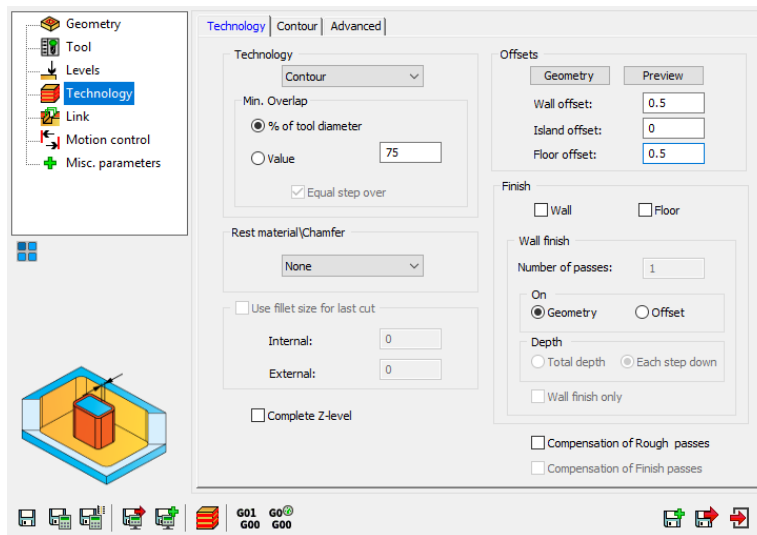 Geometry
Tool
Levels
Technology
Link
Motion control
Misc. parameters
Technology Contour Advanced
Technology
Contour
Min. Overlap
% of tool diameter
Value 75
Equal step over
Rest material\Chamfer
None
Use fillet size for last cut
Internal: 0
External: 0
Complete Z-level
Offsets
Geometry Preview
Wall offset: 0.5
Island offset: 0
Floor offset: 0.5
Finish
Wall Floor
Wall finish
Number of passes: 1
On
Geometry Offset
Depth
Total depth Each step down
Wall finish only
Compensation of Rough passes
Compensation of Finish passes
G01 G0
G00 G00